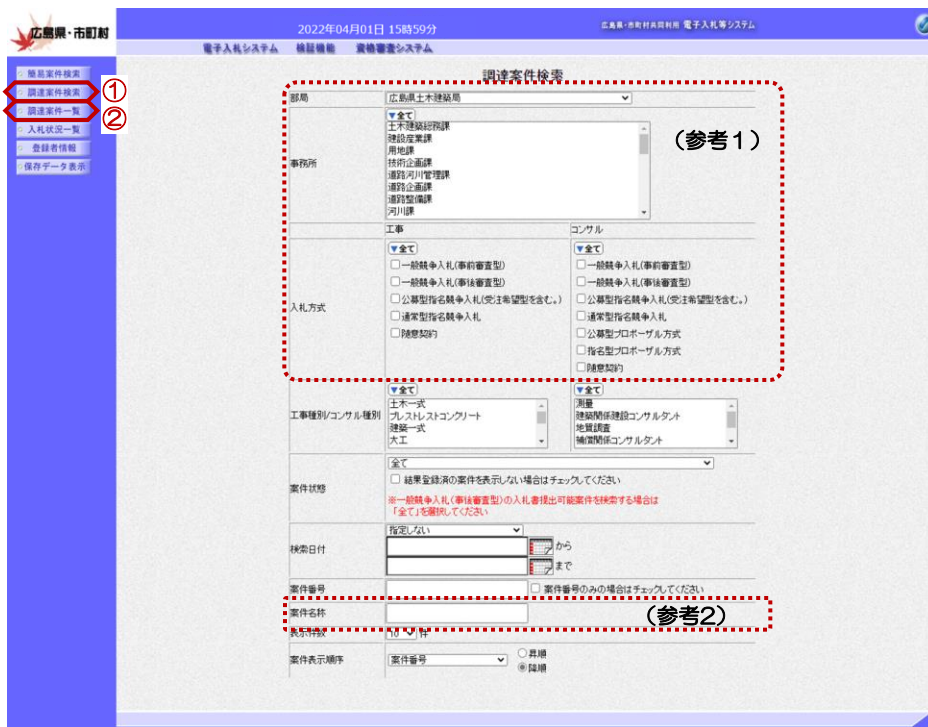 広島県・市町村
2022年04月01日 15時59分
広島県・市町村共同利用 電子入札等システム
電子入札システム 検証機能 資格審査システム
簡易案件検索
調達案件検索
①
調達案件一覧
②
入札状況一覧
登録者情報
保存データ表示
調達案件検索
部局
広島県土木建築局
事務所
▼全て
土木建築総務課
建設産業課
用地課
技術企画課
道路河川管理課
道路企画課
道路整備課
河川課
(参考1)
工事 コンサル
入札方式
▼全て ▼全て
一般競争入札(事前審査型) 一般競争入札(事前審査型)
一般競争入札(事後審査型) 一般競争入札(事後審査型)
公募型指名競争入札(受注希望型を含む。) 公募型指名競争入札(受注希望型を含む。)
通常型指名競争入札 通常型指名競争入札
随意契約 公募型プロポーザル方式
指名型プロポーザル方式
随意契約
工事種別/コンサル種別
▼全て ▼全て
土木一式 測量
プレストレストコンクリート 建築関係建設コンサルタント
建築一式 地質調査
大工 補償関係コンサルタント
案件状態
全て
結果登録済の案件を表示しない場合はチェックしてください
※一般競争入札(事後審査型)の入札書提出可能案件を検索する場合は
「全て」を選択してください
検索日付
指定しない
から
まで
案件番号
案件番号のみの場合はチェックしてください
案件名称
(参考2)
表示件数
10 件
案件表示順序
案件番号
昇順
降順